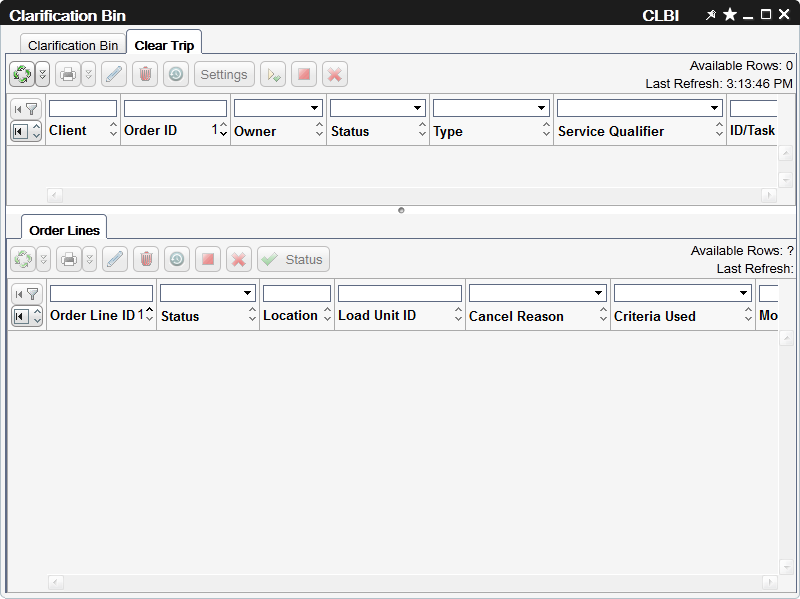 Clarification Bin CLBI
Clarification Bin Clear Trip
Settings
Available Rows: 0
Last Refresh: 3:13:46 PM
Client Order ID 1 Owner Status Type Service Qualifier ID/Task
Order Lines
Status
Available Rows: ?
Last Refresh:
Order Line ID 1 Status Location Load Unit ID Cancel Reason Criteria Used Mo